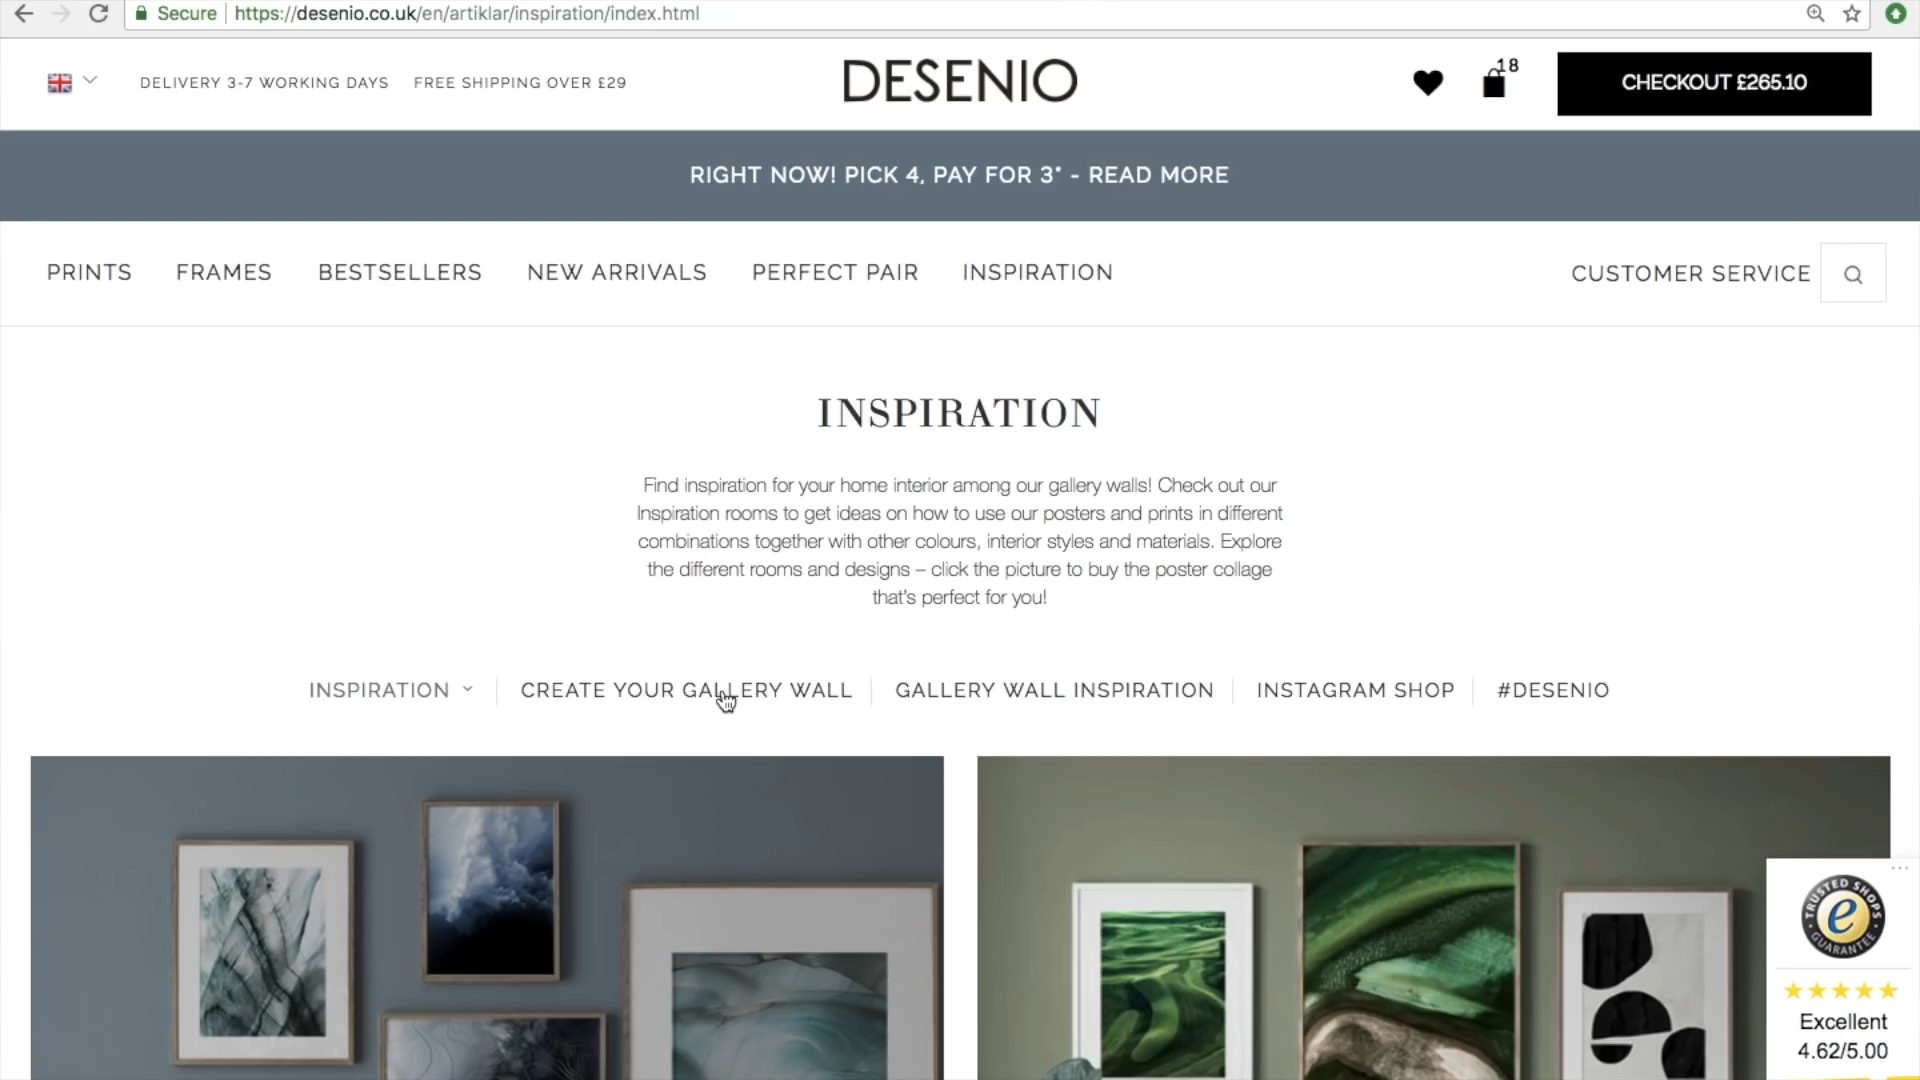 Secure
https://desenio.co.uk/en/artiklar/inspiration/index.html
DELIVERY 3-7 WORKING DAYS
FREE SHIPPING OVER £29
DESENIO
18
CHECKOUT £265.10
RIGHT NOW! PICK 4, PAY FOR 3* - READ MORE
PRINTS
FRAMES
BESTSELLERS
NEW ARRIVALS
PERFECT PAIR
INSPIRATION
CUSTOMER SERVICE
INSPIRATION
Find inspiration for your home interior among our gallery walls! Check out our
Inspiration rooms to get ideas on how to use our posters and prints in different
combinations together with other colours, interior styles and materials. Explore
the different rooms and designs – click the picture to buy the poster collage
that's perfect for you!
INSPIRATION
CREATE YOUR GALLERY WALL
GALLERY WALL INSPIRATION
INSTAGRAM SHOP
#DESENIO
TRUSTED SHOPS
e
GUARANTEE
Excellent
4.62/5.00